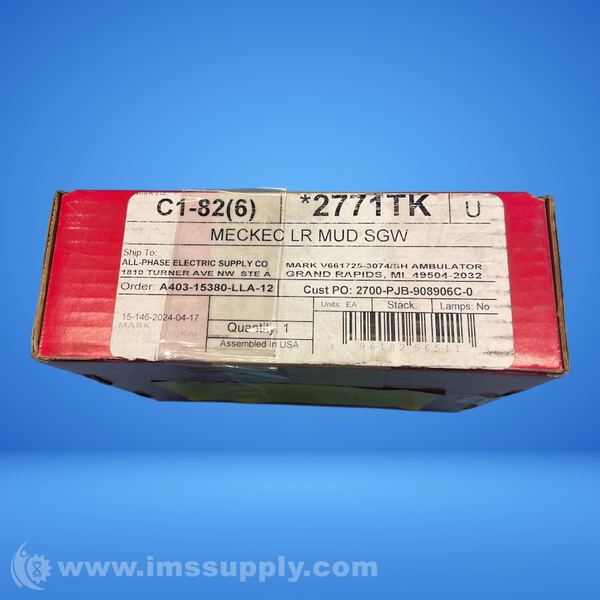 C1-82(6) *2771TK U
MECKEC LR MUD SGW
Ship To:
ALL-PHASE ELECTRIC SUPPLY CO MARK V661725-3074/SH AMBULATOR
1810 TURNER AVE NW STE A GRAND RAPIDS, MI 49504-2032
Order: A403-15380-LLA-12 Cust PO: 2700-PJB-908906C-0
Units: EA Stack: Lamps: No
15-146-2024-04-17
MARK
Quantity: 1
Assembled In USA
www.imssupply.com